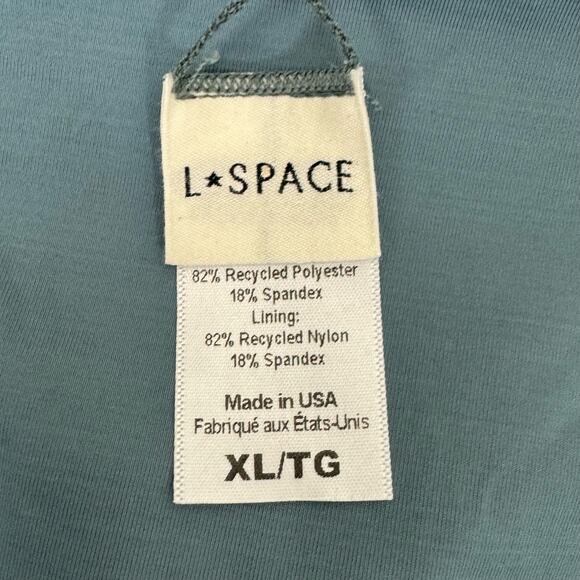 L★SPACE
82% Recycled Polyester
18% Spandex
Lining:
82% Recycled Nylon
18% Spandex
Made in USA
Fabriqué aux États-Unis
XL/TG